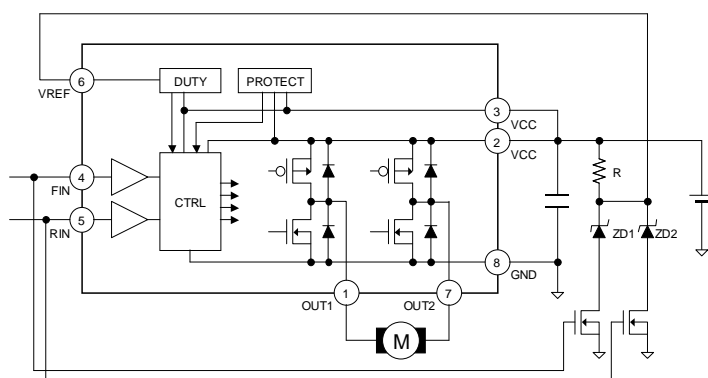 6
DUTY
PROTECT
VREF
3
VCC
2
VCC
4
FIN
CTRL
R
5
RIN
ZD1
ZD2
8
GND
1
7
OUT1
OUT2
M